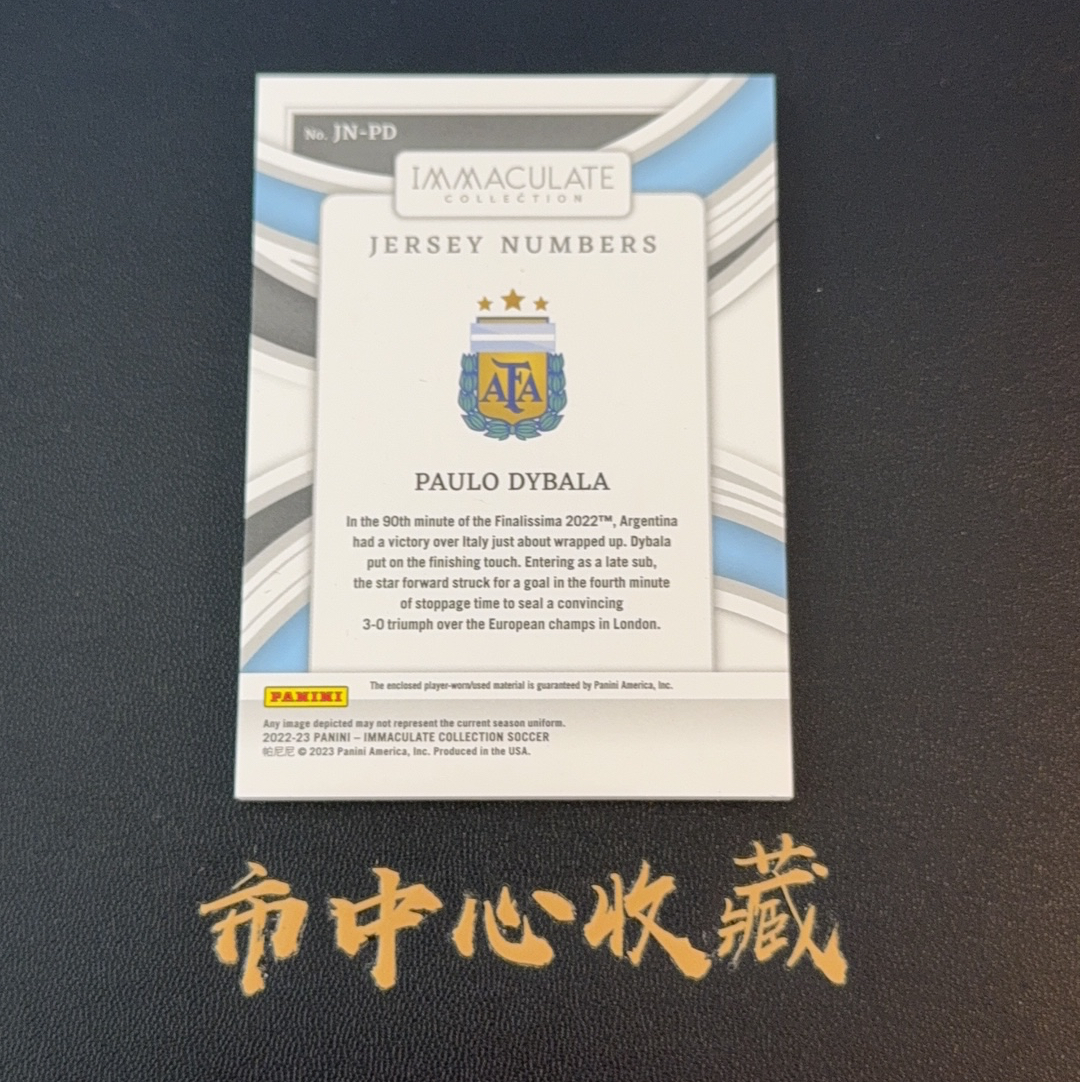 No. JN-PD
IMMACULATE
COLLECTION
JERSEY NUMBERS
AFA
PAULO DYBALA
In the 90th minute of the Finalissima 2022™, Argentina
had a victory over Italy just about wrapped up. Dybala
put on the finishing touch. Entering as a late sub,
the star forward struck for a goal in the fourth minute
of stoppage time to seal a convincing
3-0 triumph over the European champs in London.
PANINI
The enclosed player-worn/used material is guaranteed by Panini America, Inc.
Any image depicted may not represent the current season uniform.
2022-23 PANINI – IMMACULATE COLLECTION SOCCER
帕尼尼 © 2023 Panini America, Inc. Produced in the USA.
市中心收藏